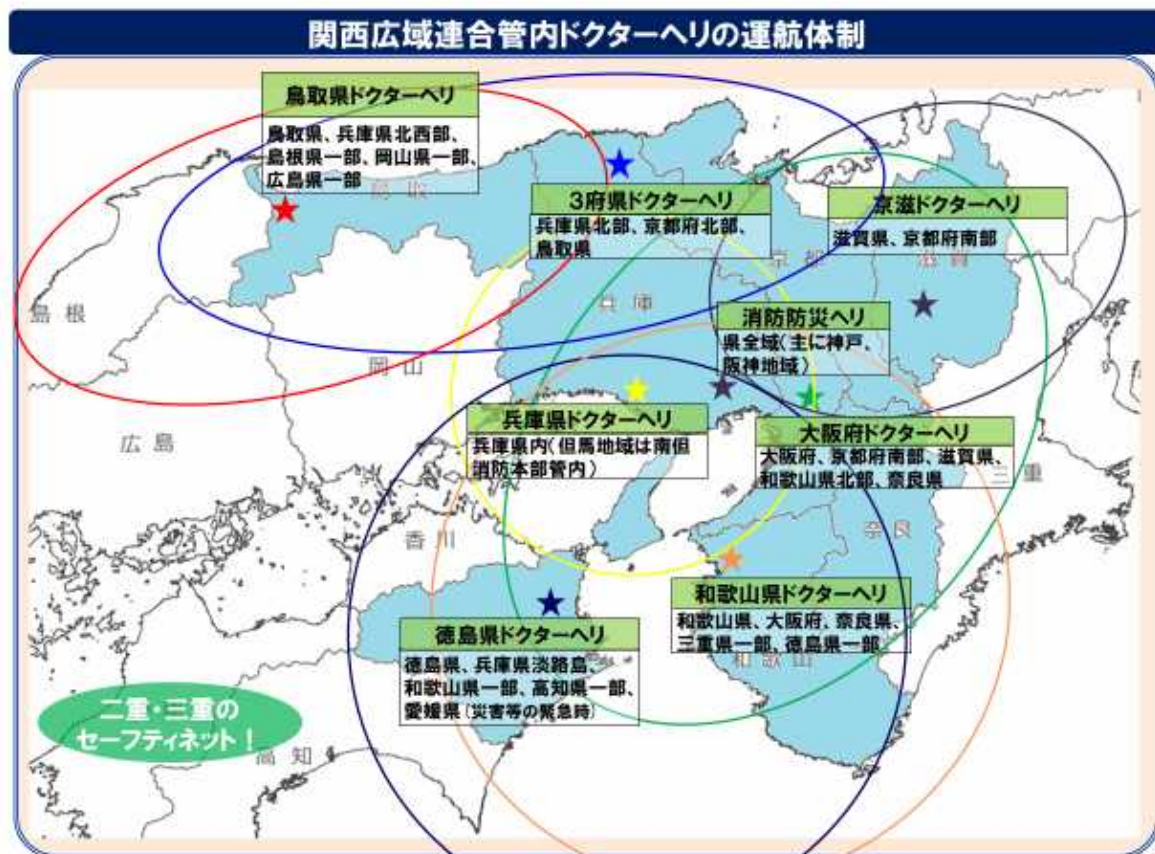 関西広域連合管内ドクターヘリの運航体制
鳥取県ドクターヘリ
鳥取県、兵庫県北西部、
島根県一部、岡山県一部、
広島県一部
鳥取
3府県ドクターヘリ
兵庫県北部、京都府北部、
鳥取県
京滋ドクターヘリ
滋賀県、京都府南部
京都
滋賀
島根
兵庫
消防防災ヘリ
県全域(主に神戸、
阪神地域)
岡山
広島
兵庫県ドクターヘリ
兵庫県内(但馬地域は南但
消防本部管内)
大阪府ドクターヘリ
大阪府、京都府南部、滋賀県、
和歌山県北部、奈良県
三重
香川
奈良
和歌山県ドクターヘリ
和歌山県、大阪府、奈良県、
三重県一部、徳島県一部
和歌山
徳島県ドクターヘリ
徳島県、兵庫県淡路島、
和歌山県一部、高知県一部、
愛媛県(災害等の緊急時)
二重・三重の
セーフティネット!
高知